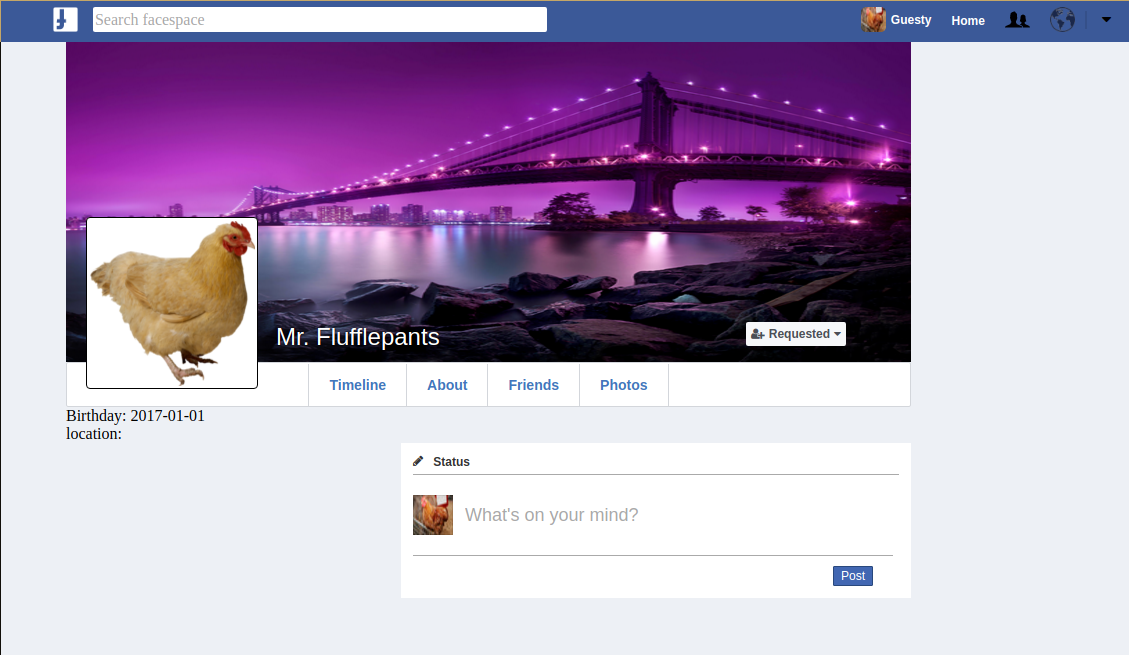 Search facespace
Guesty
Home
Mr. Flufflepants
Requested
Timeline
About
Friends
Photos
Birthday: 2017-01-01
location:
Status
What's on your mind?
Post